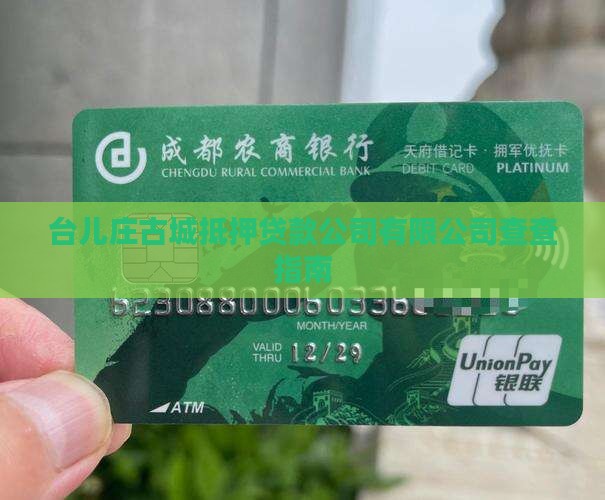 成都农商银行
CHENGDU RURAL COMMERCIAL BANK
天府借记卡·拥军优抚卡
DEBIT CARD PLATINUM
台儿庄古城抵押贷款公司有限公司查查
指南
MONTH/YEAR
VALID THRU 12/29
UnionPay
银联
ATM